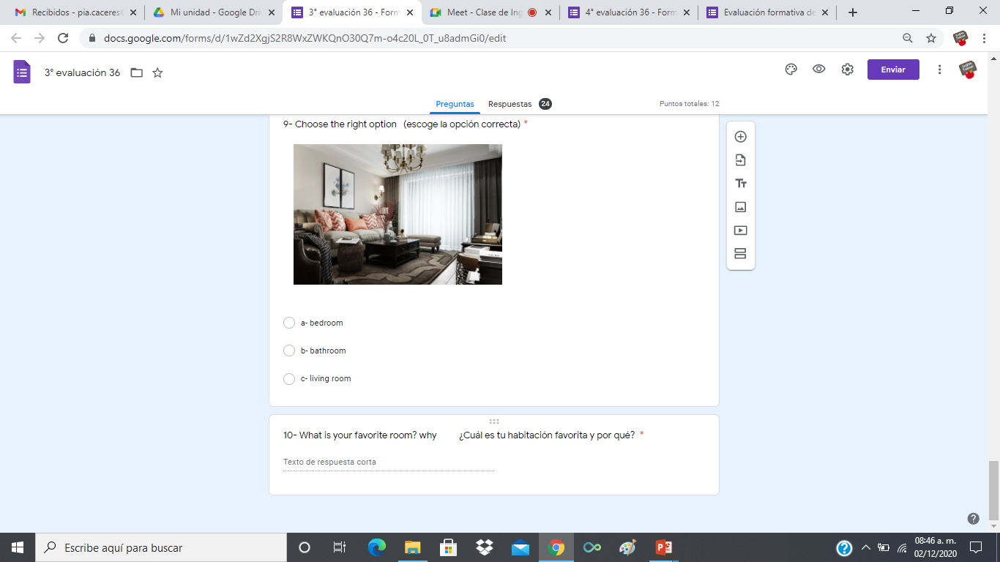 Recibidos - pia.caceres@
Mi unidad - Google Dri
3° evaluación 36 - Form
Meet - Clase de Ing
4° evaluación 36 - Form
Evaluación formativa de
docs.google.com/forms/d/1wZd2XgjS2R8WxZWKQnO30Q7m-o4c20L_0T_u8admGi0/edit
3° evaluación 36
Enviar
Preguntas Respuestas 24
Puntos totales: 12
9- Choose the right option (escoge la opción correcta) *
a- bedroom
b- bathroom
c- living room
10- What is your favorite room? why ¿Cuál es tu habitación favorita y por qué? *
Texto de respuesta corta
Escribe aquí para buscar
08:46 a. m.
02/12/2020